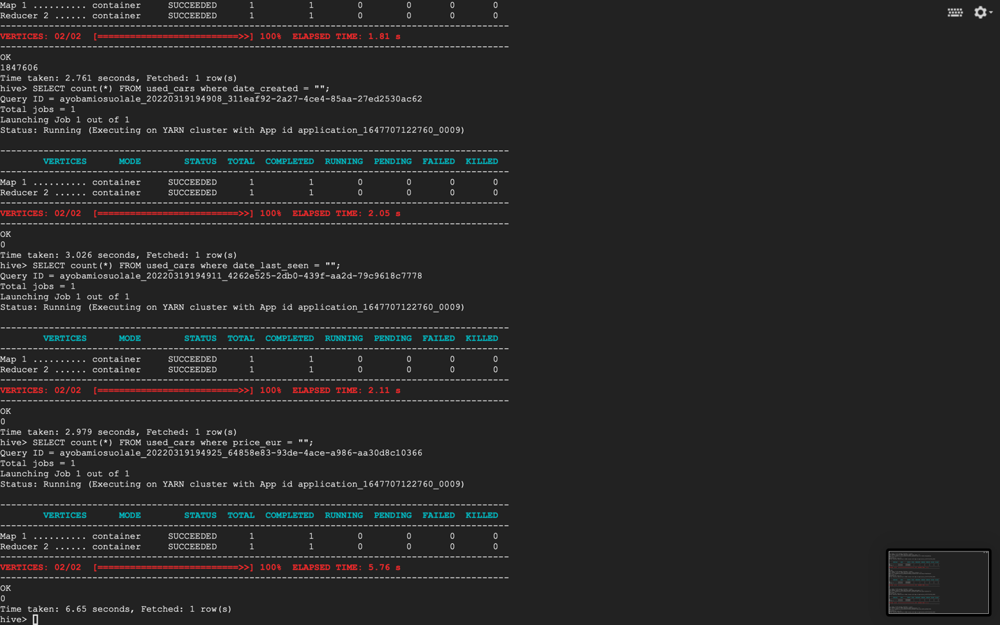 Map 1 .......... container     SUCCEEDED      1          1        0        0       0       0
Reducer 2 ...... container     SUCCEEDED      1          1        0        0       0       0
----------------------------------------------------------------------------------------------
VERTICES: 02/02  [==========================>>] 100%  ELAPSED TIME: 1.81 s
----------------------------------------------------------------------------------------------
OK
1847606
Time taken: 2.761 seconds, Fetched: 1 row(s)
hive> SELECT count(*) FROM used_cars where date_created = "";
Query ID = ayobamiosuolale_20220319194908_311eaf92-2a27-4ce4-85aa-27ed2530ac62
Total jobs = 1
Launching Job 1 out of 1
Status: Running (Executing on YARN cluster with App id application_1647707122760_0009)
----------------------------------------------------------------------------------------------
        VERTICES      MODE        STATUS  TOTAL  COMPLETED  RUNNING  PENDING  FAILED  KILLED
----------------------------------------------------------------------------------------------
Map 1 .......... container     SUCCEEDED      1          1        0        0       0       0
Reducer 2 ...... container     SUCCEEDED      1          1        0        0       0       0
----------------------------------------------------------------------------------------------
VERTICES: 02/02  [==========================>>] 100%  ELAPSED TIME: 2.05 s
----------------------------------------------------------------------------------------------
OK
0
Time taken: 3.026 seconds, Fetched: 1 row(s)
hive> SELECT count(*) FROM used_cars where date_last_seen = "";
Query ID = ayobamiosuolale_20220319194911_4262e525-2db0-439f-aa2d-79c9618c7778
Total jobs = 1
Launching Job 1 out of 1
Status: Running (Executing on YARN cluster with App id application_1647707122760_0009)
----------------------------------------------------------------------------------------------
        VERTICES      MODE        STATUS  TOTAL  COMPLETED  RUNNING  PENDING  FAILED  KILLED
----------------------------------------------------------------------------------------------
Map 1 .......... container     SUCCEEDED      1          1        0        0       0       0
Reducer 2 ...... container     SUCCEEDED      1          1        0        0       0       0
----------------------------------------------------------------------------------------------
VERTICES: 02/02  [==========================>>] 100%  ELAPSED TIME: 2.11 s
----------------------------------------------------------------------------------------------
OK
0
Time taken: 2.979 seconds, Fetched: 1 row(s)
hive> SELECT count(*) FROM used_cars where price_eur = "";
Query ID = ayobamiosuolale_20220319194925_64858e83-93de-4ace-a986-aa30d8c10366
Total jobs = 1
Launching Job 1 out of 1
Status: Running (Executing on YARN cluster with App id application_1647707122760_0009)
----------------------------------------------------------------------------------------------
        VERTICES      MODE        STATUS  TOTAL  COMPLETED  RUNNING  PENDING  FAILED  KILLED
----------------------------------------------------------------------------------------------
Map 1 .......... container     SUCCEEDED      1          1        0        0       0       0
Reducer 2 ...... container     SUCCEEDED      1          1        0        0       0       0
----------------------------------------------------------------------------------------------
VERTICES: 02/02  [==========================>>] 100%  ELAPSED TIME: 5.76 s
----------------------------------------------------------------------------------------------
OK
0
Time taken: 6.65 seconds, Fetched: 1 row(s)
hive>